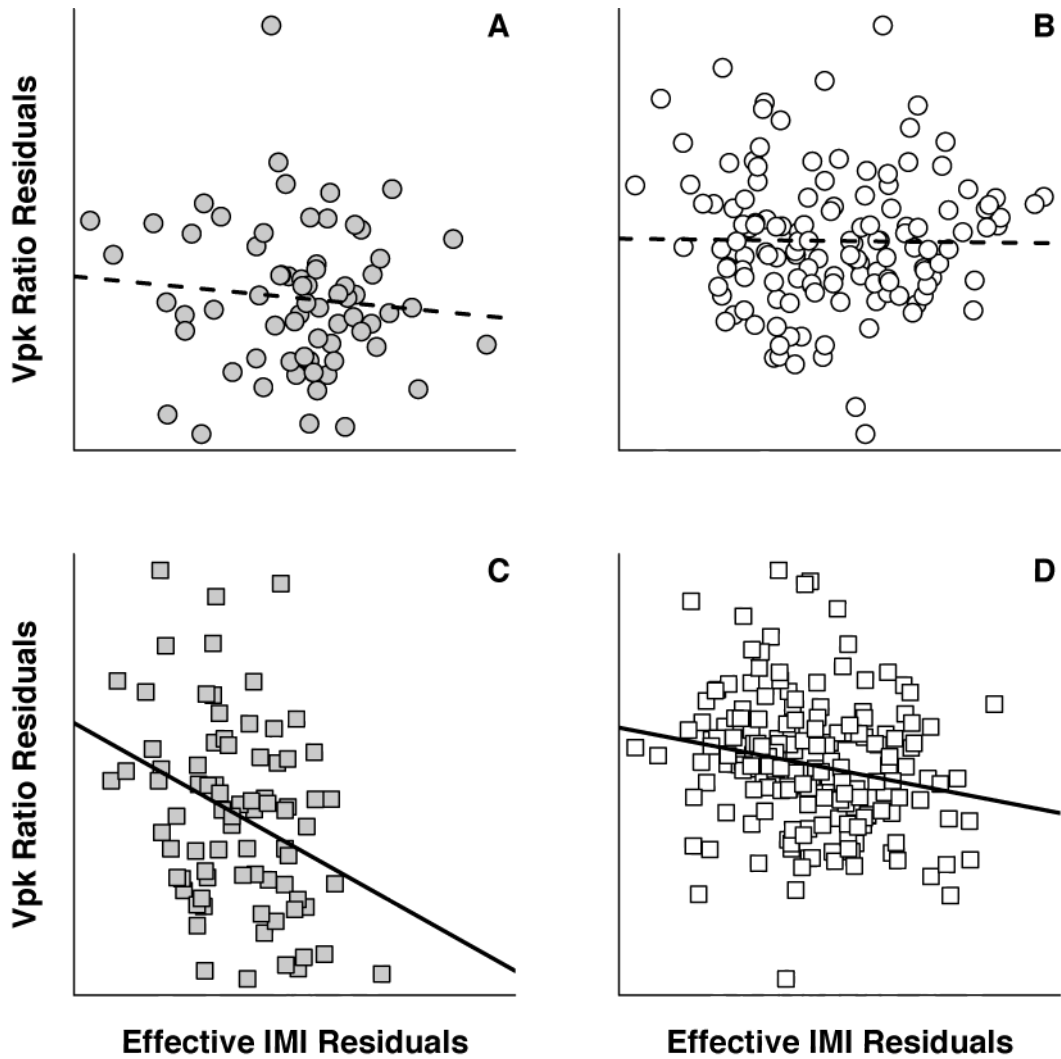 A
B
Vpk Ratio Residuals
C
D
Vpk Ratio Residuals
Effective IMI Residuals
Effective IMI Residuals